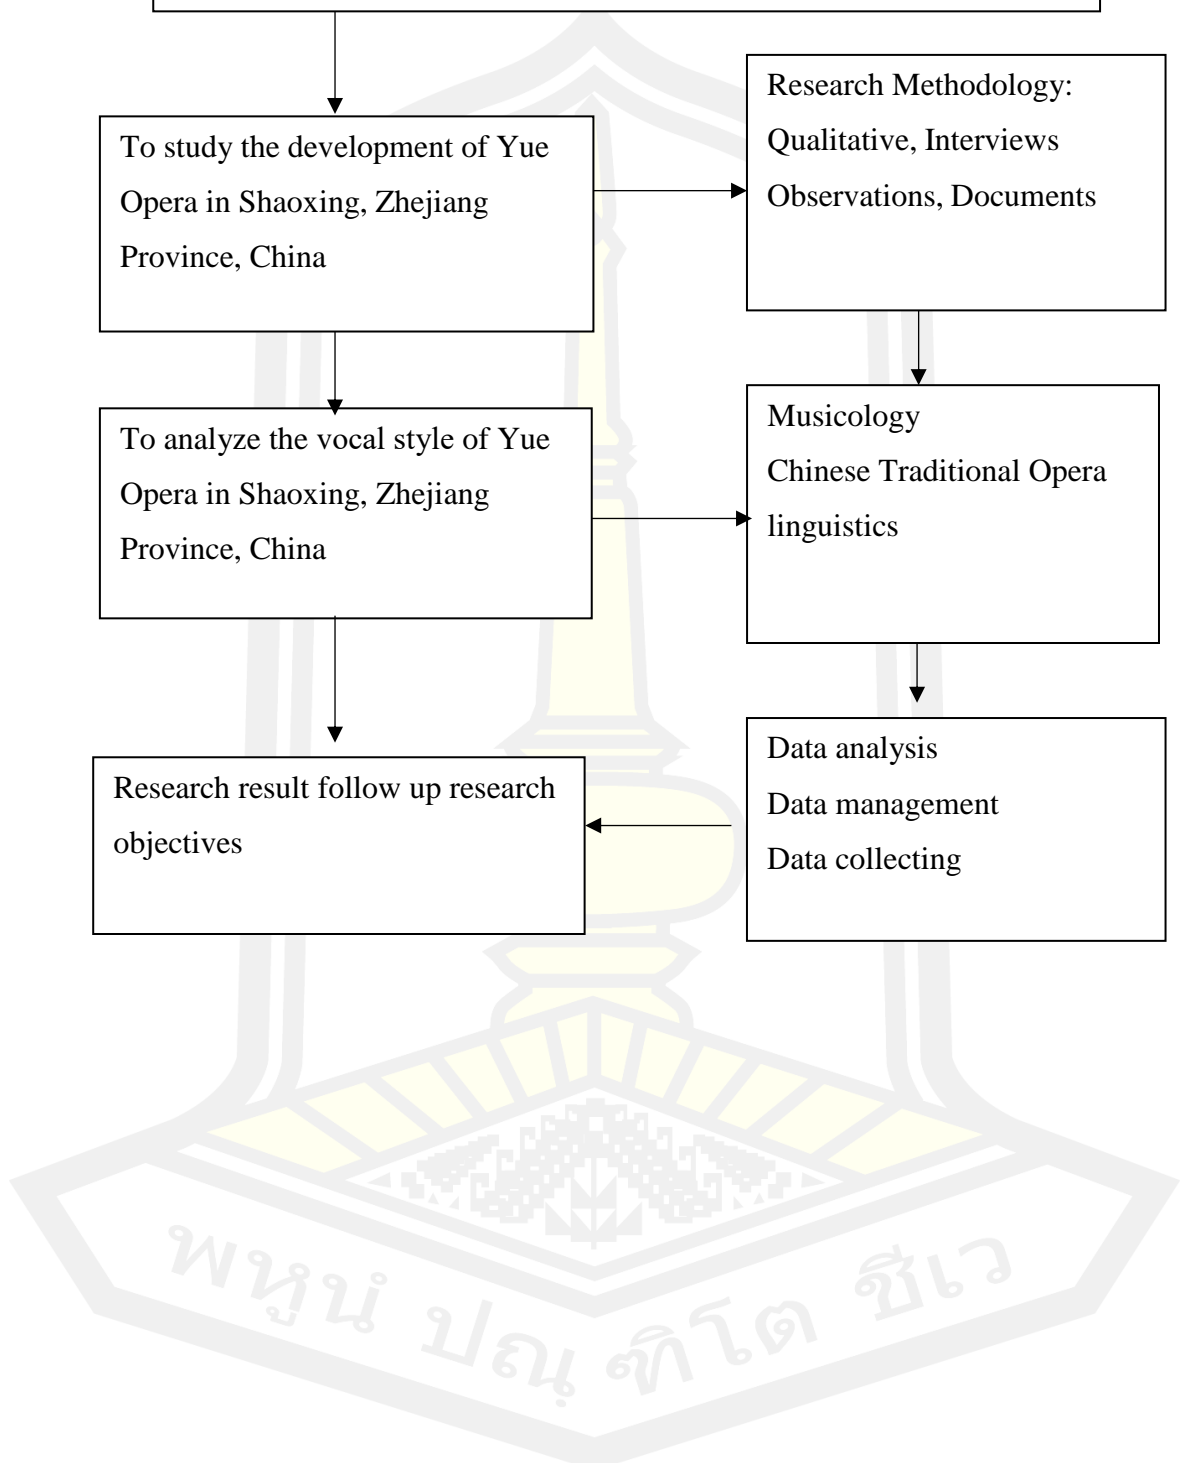 Research Methodology:
Qualitative, Interviews
Observations, Documents
To study the development of Yue
Opera in Shaoxing, Zhejiang
Province, China
Musicology
Chinese Traditional Opera
linguistics
To analyze the vocal style of Yue
Opera in Shaoxing, Zhejiang
Province, China
Data analysis
Data management
Data collecting
Research result follow up research
objectives
พหูนํ ปณฺฑิโต ชีเว